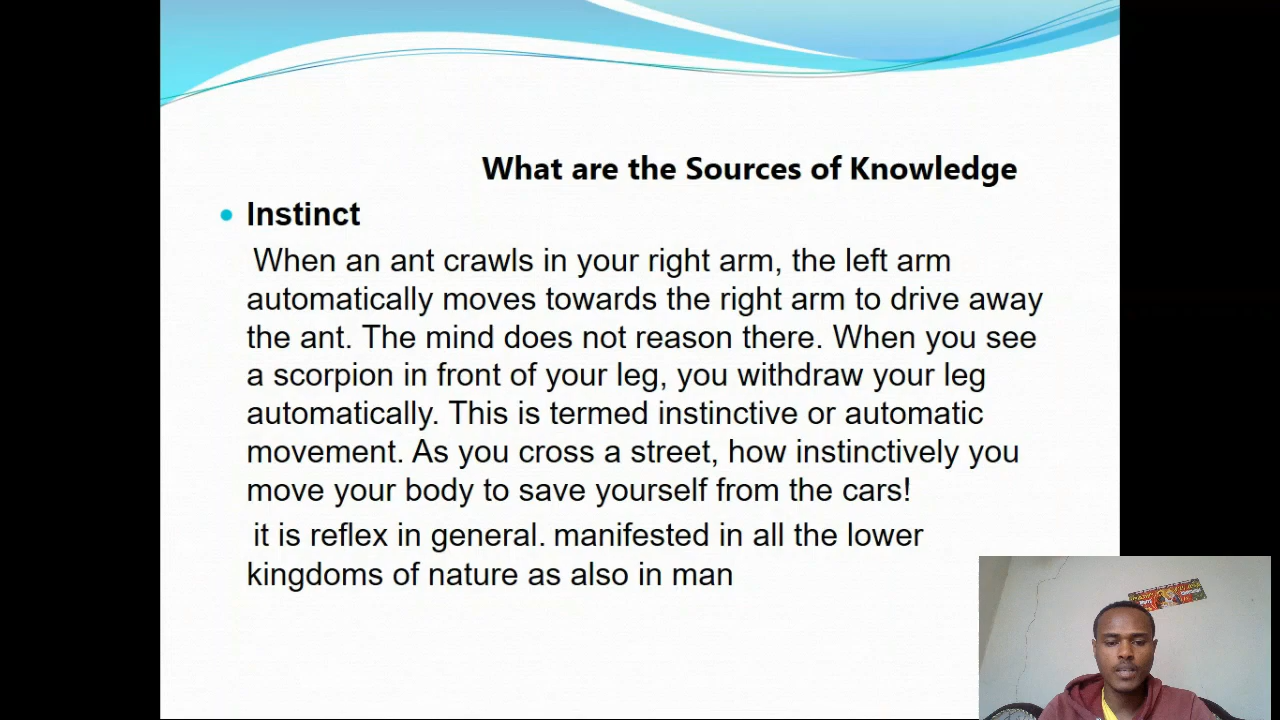 What are the Sources of Knowledge
• Instinct
When an ant crawls in your right arm, the left arm
automatically moves towards the right arm to drive away
the ant. The mind does not reason there. When you see
a scorpion in front of your leg, you withdraw your leg
automatically. This is termed instinctive or automatic
movement. As you cross a street, how instinctively you
move your body to save yourself from the cars!
it is reflex in general. manifested in all the lower
kingdoms of nature as also in man